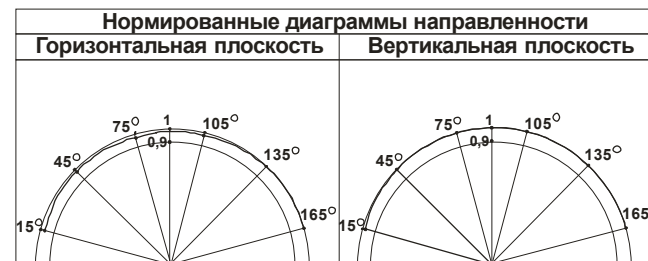 Нормированные диаграммы направленности
Горизонтальная плоскость
Вертикальная плоскость
75° 1 105°
0,9
45° 135°
15° 165°
75° 1 105°
0,9
45° 135°
15° 165